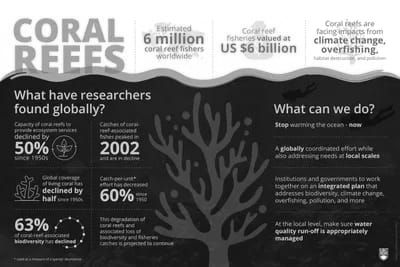 CORAL
REEFS
Estimated
6 million
coral reef fishers
worldwide
Coral reef
fisheries valued at
US $6 billion
Coral reefs are
facing impacts from
climate change,
overfishing,
habitat destruction, and pollution
What have researchers
found globally?
Capacity of coral reefs to
provide ecosystem services
declined by
50%
since 1950s
Catches of coral-
reef-associated
fishes peaked in
2002
and are in decline
Global coverage
of living coral has
declined by
half since 1950s
Catch-per-unit*
effort has decreased
60% since
1950
63%
of coral-associated
biodiversity has declined
This degradation of
coral reefs and
associated loss of
biodiversity and fisheries
catches is projected to continue
What can we do?
Stop warming the ocean - now
A globally coordinated effort while
also addressing needs at local scales
Institutions and governments to work
together on an integrated plan that
addresses biodiversity, climate change,
overfishing, pollution, and more
At the local level, make sure water
quality run-off is appropriately
managed